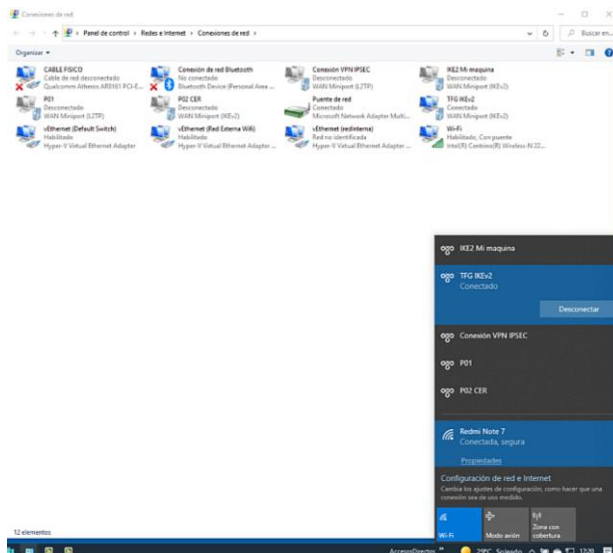 Conexiones de red
Panel de control › Redes e Internet › Conexiones de red ›
Buscar en...
Organizar
CABLE FISICO
Cable de red desconectado
Qualcomm Atheros AR8161 PCI-E...
Conexión de red Bluetooth
No conectado
Bluetooth Device (Personal Area ...
Conexión VPN IPSEC
Desconectado
WAN Miniport (L2TP)
IKE2 Mi maquina
Desconectado
WAN Miniport (IKEv2)
P01
Desconectado
WAN Miniport (L2TP)
P02 CER
Desconectado
WAN Miniport (IKEv2)
Puente de red
Conectado
Microsoft Network Adapter Multi...
TFG IKEv2
Conectado
WAN Miniport (IKEv2)
vEthernet (Default Switch)
Habilitado
Hyper-V Virtual Ethernet Adapter
vEthernet (Red Externa Wifi)
Habilitado
Hyper-V Virtual Ethernet Adapter ...
vEthernet (redinterna)
Red no identificada
Hyper-V Virtual Ethernet Adapter ...
Wi-Fi
Habilitado, Con puente
Intel(R) Centrino(R) Wireless-N 22...
IKE2 Mi maquina
TFG IKEv2
Conectado
Desconectar
Conexión VPN IPSEC
P01
P02 CER
Redmi Note 7
Conectada, segura
Propiedades
Configuración de red e Internet
Cambia los ajustes de configuración, como hacer que una
conexión sea de uso medido.
Wi-Fi
Modo avión
Zona con
cobertura
12 elementos
AccesosDirectos
29°C Soleado
17:20